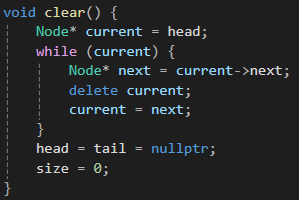 void clear() {
    Node* current = head;
    while (current) {
        Node* next = current->next;
        delete current;
        current = next;
    }
    head = tail = nullptr;
    size = 0;
}